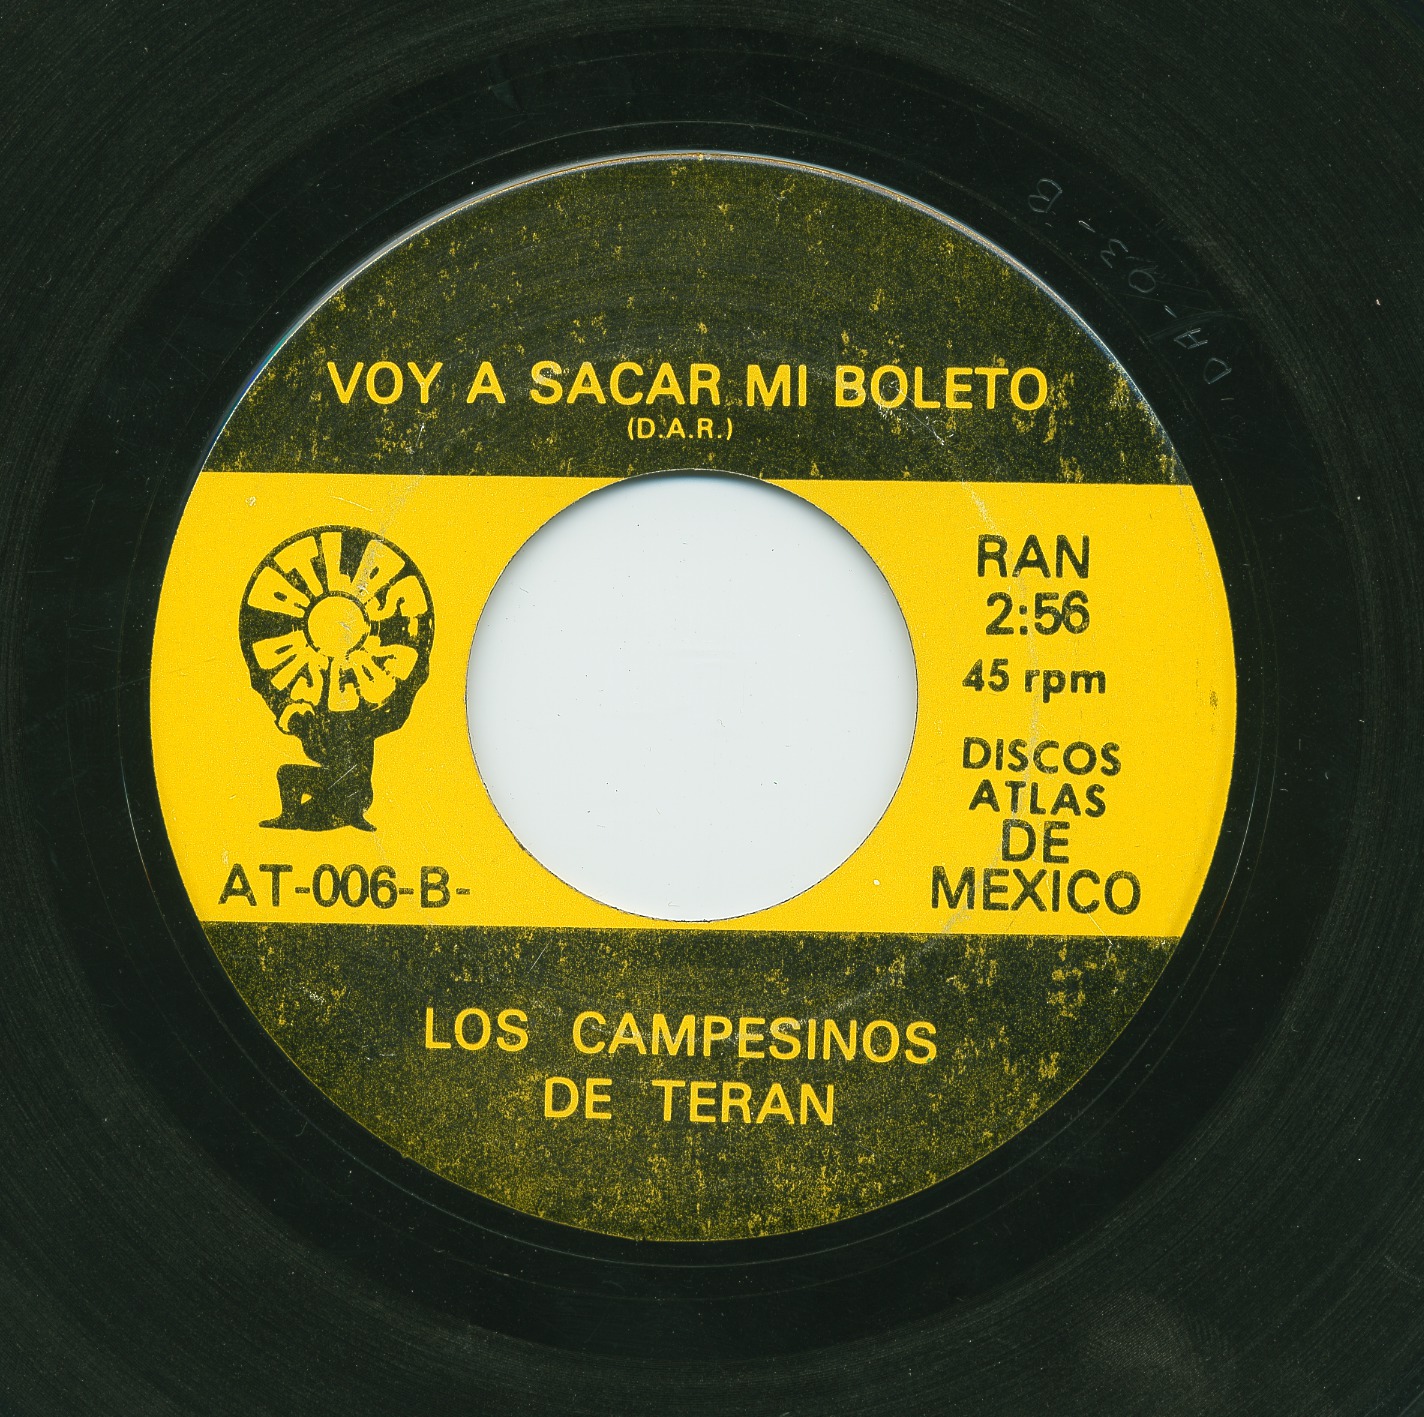 VOY A SACAR MI BOLETO
(D.A.R.)
ATLAS
DISCOS
RAN
2:56
45 rpm
DISCOS
ATLAS
DE
MEXICO
AT-006-B-
LOS CAMPESINOS
DE TERAN